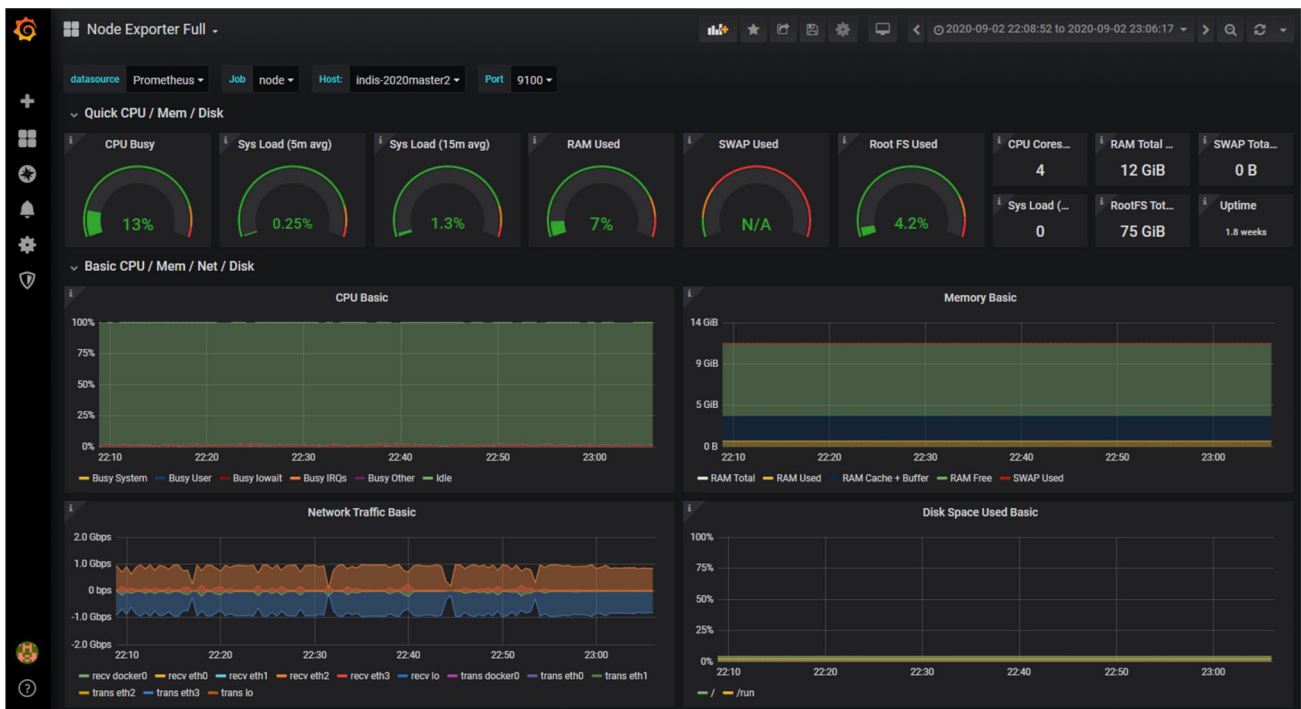 Node Exporter Full
2020-09-02 22:08:52 to 2020-09-02 23:06:17
datasource Prometheus Job node Host: indis-2020master2 Port 9100
Quick CPU / Mem / Disk
CPU Busy
13%
Sys Load (5m avg)
0.25%
Sys Load (15m avg)
1.3%
RAM Used
7%
SWAP Used
N/A
Root FS Used
4.2%
CPU Cores...
4
RAM Total ...
12 GiB
SWAP Tota...
0 B
Sys Load (...
0
RootFS Tot...
75 GiB
Uptime
1.8 weeks
Basic CPU / Mem / Net / Disk
CPU Basic
100%
75%
50%
25%
0%
22:10 22:20 22:30 22:40 22:50 23:00
Busy System Busy User Busy Iowait Busy IRQs Busy Other Idle
Memory Basic
14 GiB
9 GiB
5 GiB
0 B
22:10 22:20 22:30 22:40 22:50 23:00
RAM Total RAM Used RAM Cache + Buffer RAM Free SWAP Used
Network Traffic Basic
2.0 Gbps
1.0 Gbps
0 bps
-1.0 Gbps
-2.0 Gbps
22:10 22:20 22:30 22:40 22:50 23:00
recv docker0 recv eth0 recv eth1 recv eth2 recv eth3 recv lo trans docker0 trans eth0 trans eth1
trans eth2 trans eth3 trans lo
Disk Space Used Basic
100%
75%
50%
25%
0%
22:10 22:20 22:30 22:40 22:50 23:00
/ /run